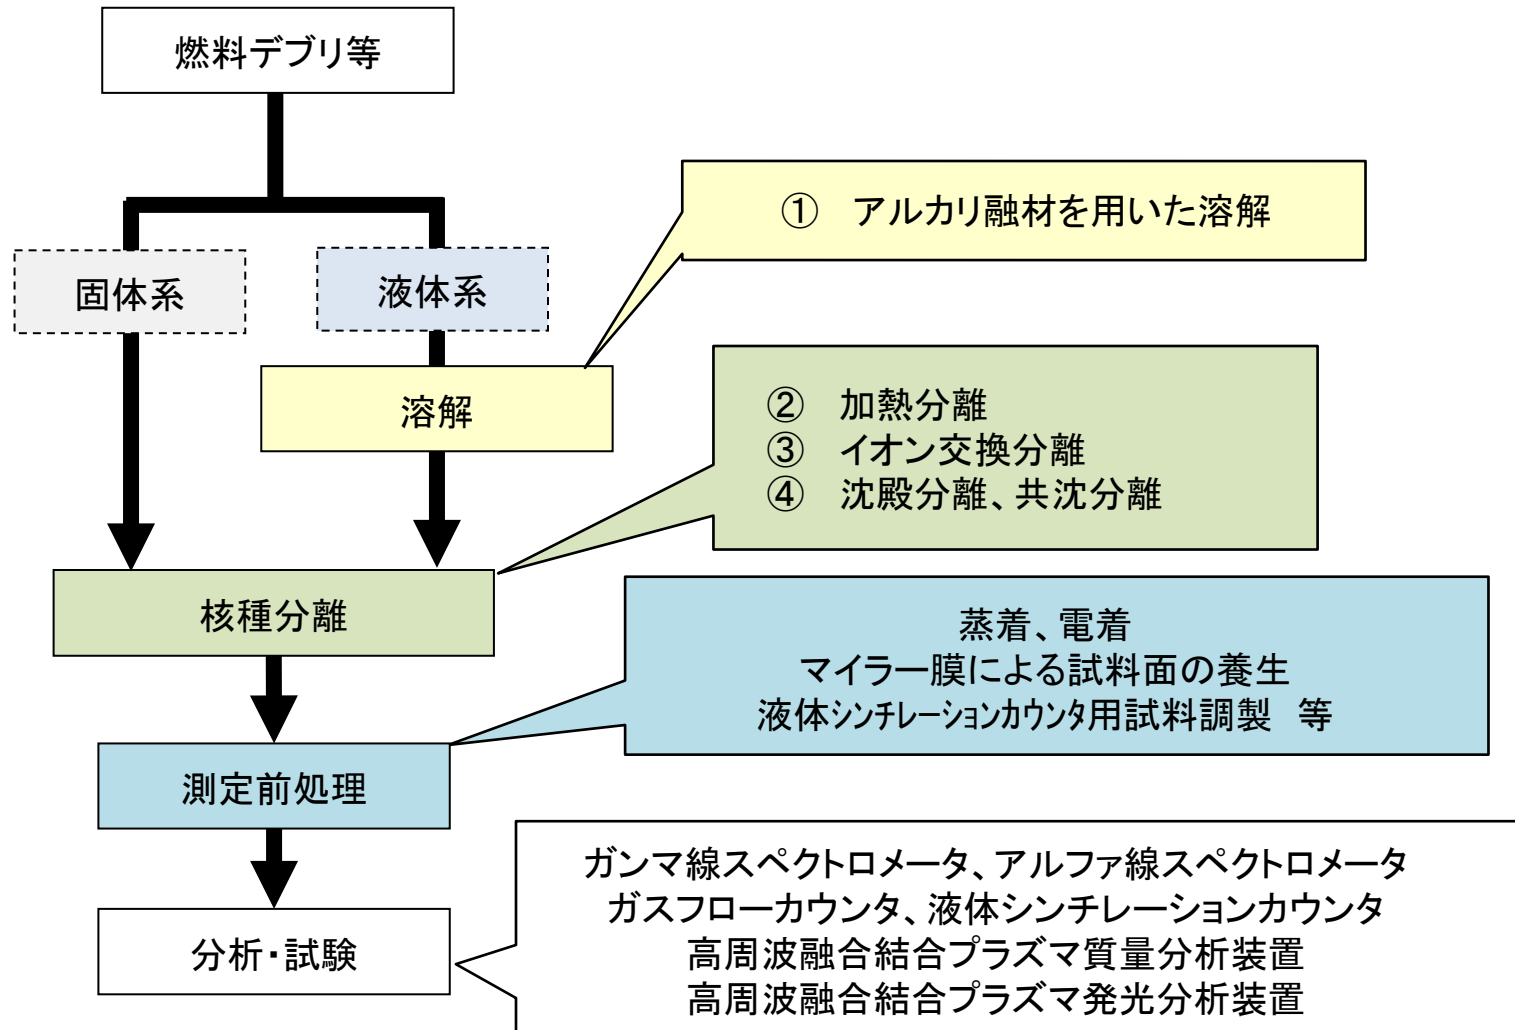 燃料デブリ等
① アルカリ融材を用いた溶解
固体系
液体系
溶解
② 加熱分離
③ イオン交換分離
④ 沈殿分離、共沈分離
核種分離
蒸着、電着
マイラー膜による試料面の養生
液体シンチレーションカウンタ用試料調製 等
測定前処理
ガンマ線スペクトロメータ、アルファ線スペクトロメータ
ガスフローカウンタ、液体シンチレーションカウンタ
高周波融合結合プラズマ質量分析装置
高周波融合結合プラズマ発光分析装置
分析・試験